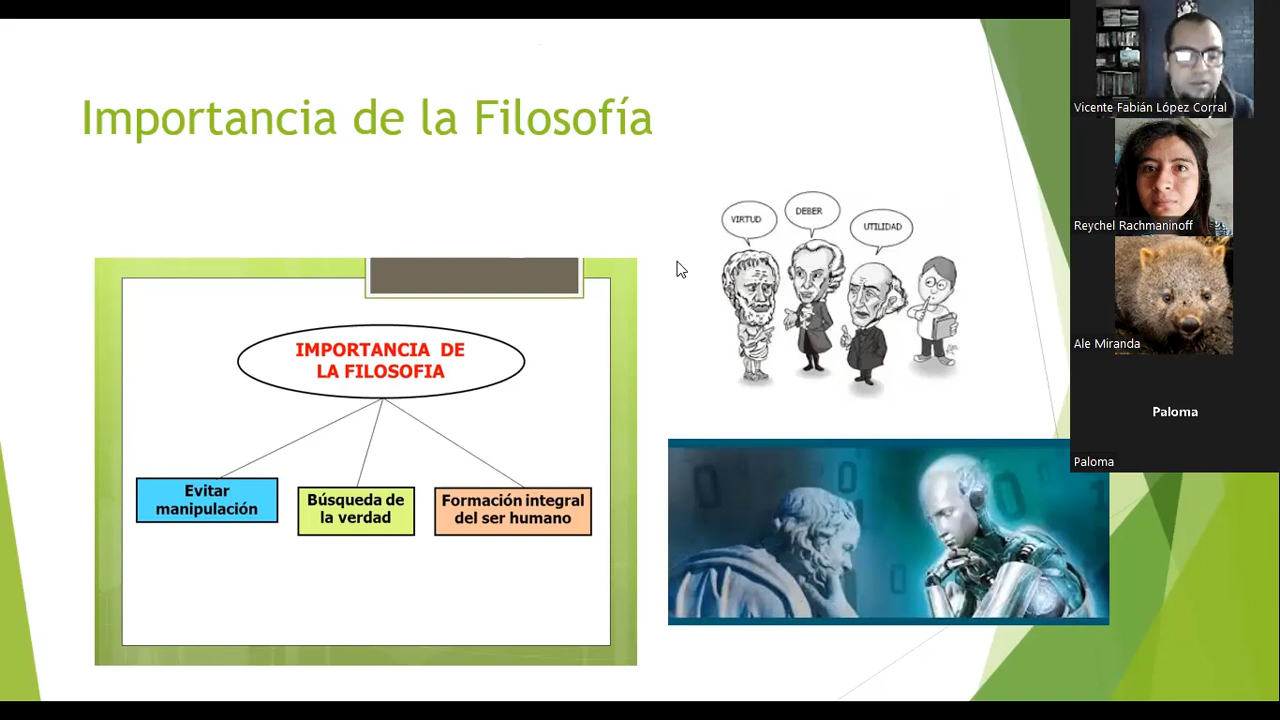 Importancia de la Filosofía
VIRTUD
DEBER
UTILIDAD
IMPORTANCIA DE
LA FILOSOFIA
Evitar
manipulación
Búsqueda de
la verdad
Formación integral
del ser humano
Vicente Fabián López Corral
Reychel Rachmaninoff
Ale Miranda
Paloma
Paloma